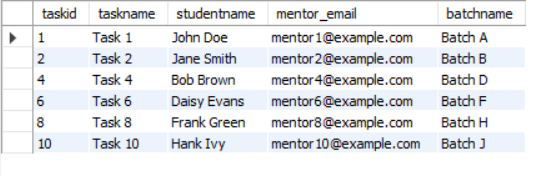 taskid taskname studentname mentor_email batchname
1 Task 1 John Doe mentor1@example.com Batch A
2 Task 2 Jane Smith mentor2@example.com Batch B
4 Task 4 Bob Brown mentor4@example.com Batch D
6 Task 6 Daisy Evans mentor6@example.com Batch F
8 Task 8 Frank Green mentor8@example.com Batch H
10 Task 10 Hank Ivy mentor10@example.com Batch J